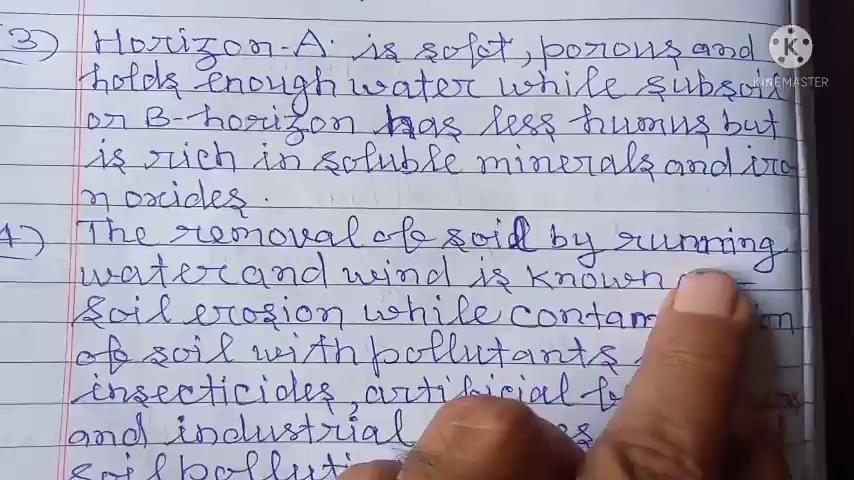 3) Horizon-A. is soft, porous and
holds enough water while subsoil
or B-horizon has less humus but
is rich in soluble minerals and iro
n oxides.
4) The removal of soil by running
water and wind is known
soil erosion while
of soil with pollutants
insecticides, artificial
and industrial
soil
KINEMASTER